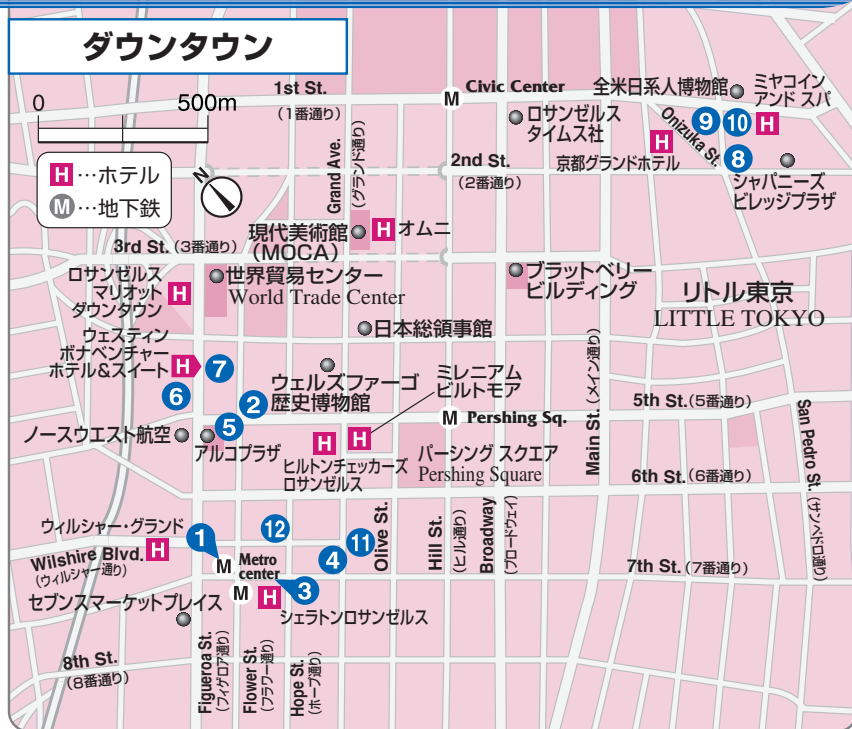 ダウンタウン
0 500m
H…ホテル
M…地下鉄
N
1st St.
(1番通り)
M Civic Center
全米日系人博物館
ミヤコイン
アンド スパ
H
ロサンゼルス
タイムス社
Onizuka St.
9 10
8
H
京都グランドホテル
シャパニーズ
ビレッジプラザ
Grand Ave.
(グランド通り)
2nd St.
(2番通り)
現代美術館
(MOCA)
H オムニ
3rd St. (3番通り)
ロサンゼルス
マリオット
ダウンタウン
H
世界貿易センター
World Trade Center
ブラットベリー
ビルディング
リトル東京
LITTLE TOKYO
日本総領事館
ウェスティン
ボナベンチャー
ホテル&スイート
H
7
6
2
ウェルズファーゴ
歴史博物館
ミレニアム
ビルトモア
Main St. (メイン通り)
5th St. (5番通り)
M Pershing Sq.
ノースウエスト航空
5
アルコプラザ
H
H
ヒルトンチェッカーズ
ロサンゼルス
パーシング スクエア
Pershing Square
San Pedro St. (サンペドロ通り)
6th St. (6番通り)
ウィルシャー・グランド
H
Wilshire Blvd.
(ウィルシャー通り)
1
12
11
4
M
Metro
center
3
M
H
シェラトンロサンゼルス
Olive St.
Hill St.
(ヒル通り)
Broadway
(ブロードウェイ)
7th St. (7番通り)
セブンスマーケットプレイス
8th St.
(8番通り)
Figueroa St.
(フィゲロア通り)
Flower St.
(フラワー通り)
Hope St.
(ホープ通り)